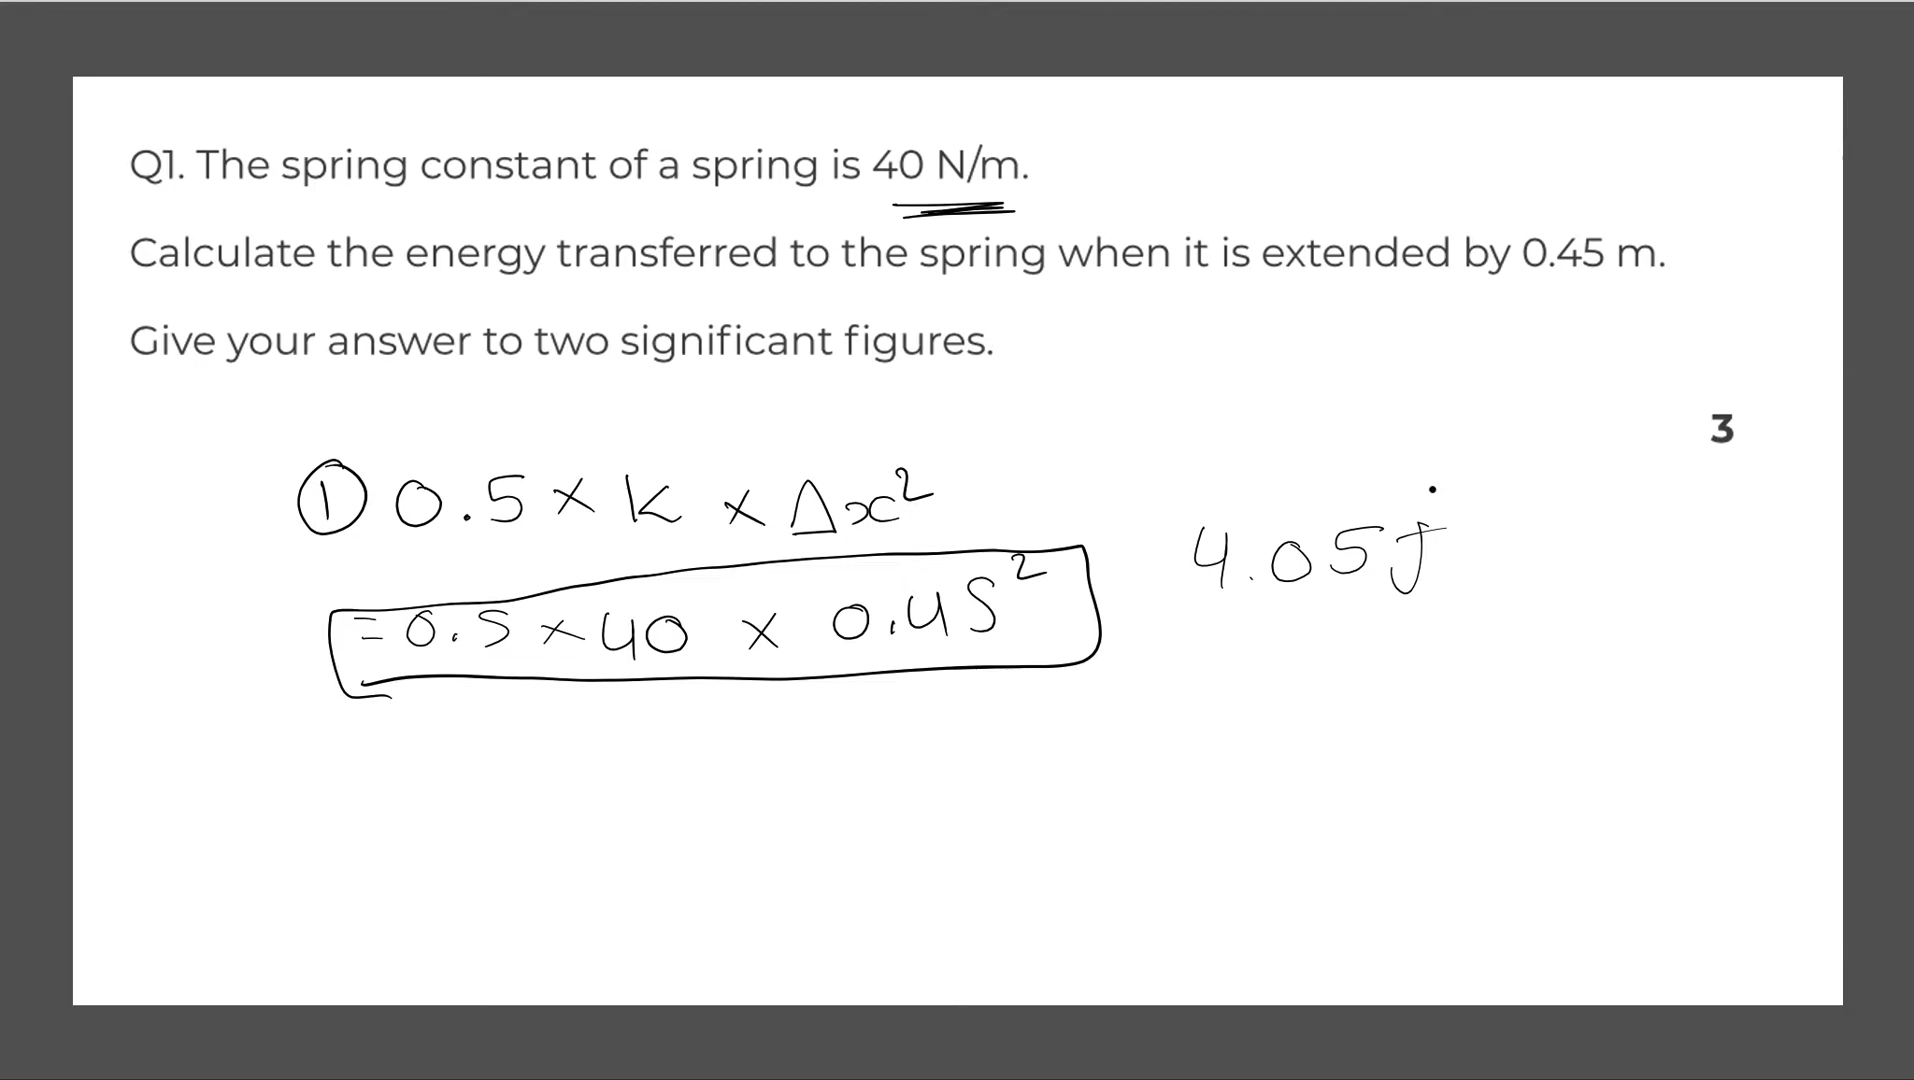 Q1. The spring constant of a spring is 40 N/m.
Calculate the energy transferred to the spring when it is extended by 0.45 m.
Give your answer to two significant figures.
3
① 0.5 × k × Δx²
4.05J
= 0.5 × 40 × 0.45²